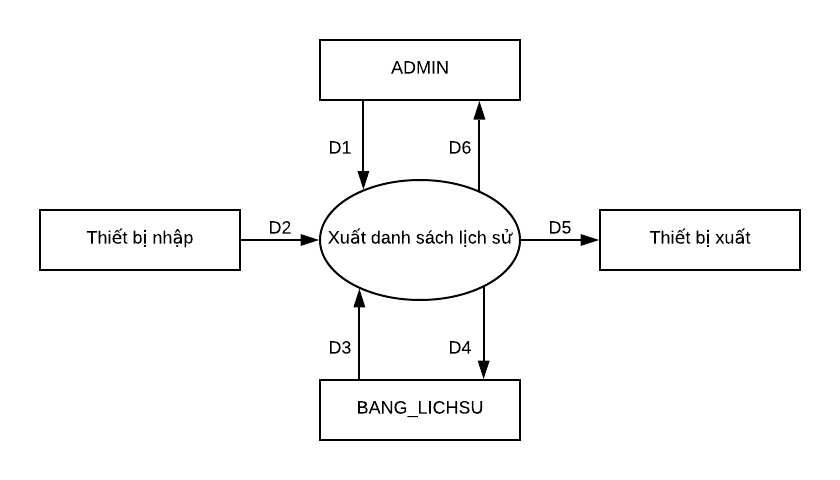 ADMIN
D1
D6
Thiết bị nhập
D2
Xuất danh sách lịch sử
D5
Thiết bị xuất
D3
D4
BANG_LICHSU